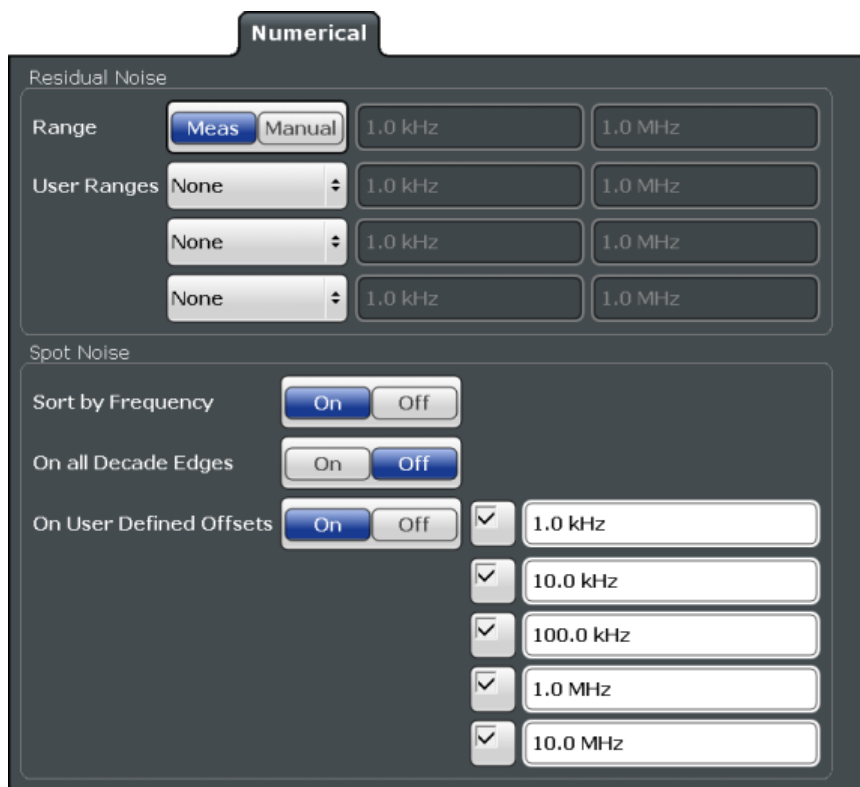 Numerical
Residual Noise
Range Meas Manual 1.0 kHz 1.0 MHz
User Ranges None 1.0 kHz 1.0 MHz
None 1.0 kHz 1.0 MHz
None 1.0 kHz 1.0 MHz
Spot Noise
Sort by Frequency On Off
On all Decade Edges On Off
On User Defined Offsets On Off 1.0 kHz
10.0 kHz
100.0 kHz
1.0 MHz
10.0 MHz